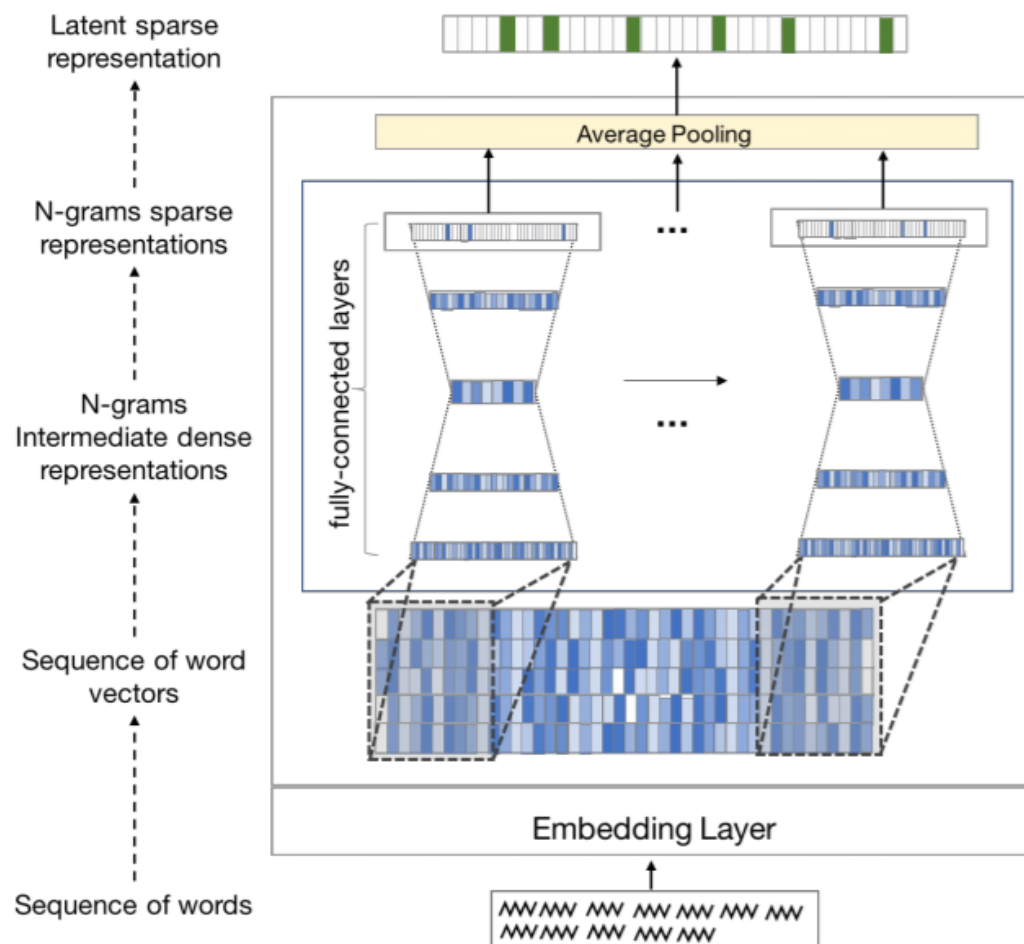 Latent sparse
representation
Average Pooling
N-grams sparse
representations
...
...
fully-connected layers
N-grams
Intermediate dense
representations
Sequence of word
vectors
Embedding Layer
Sequence of words